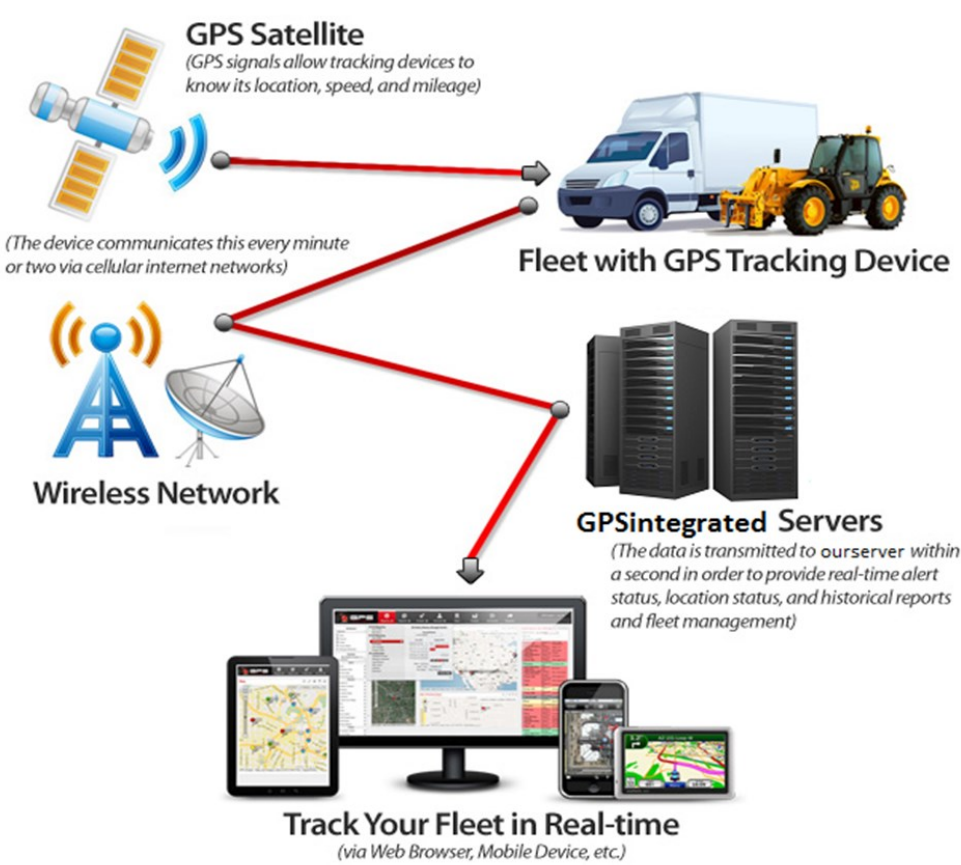 GPS Satellite
(GPS signals allow tracking devices to
know its location, speed, and mileage)
(The device communicates this every minute
or two via cellular internet networks)
Fleet with GPS Tracking Device
Wireless Network
GPSintegrated Servers
(The data is transmitted to ourserver within
a second in order to provide real-time alert
status, location status, and historical reports
and fleet management)
GPS
GPS
Track Your Fleet in Real-time
(via Web Browser, Mobile Device, etc.)